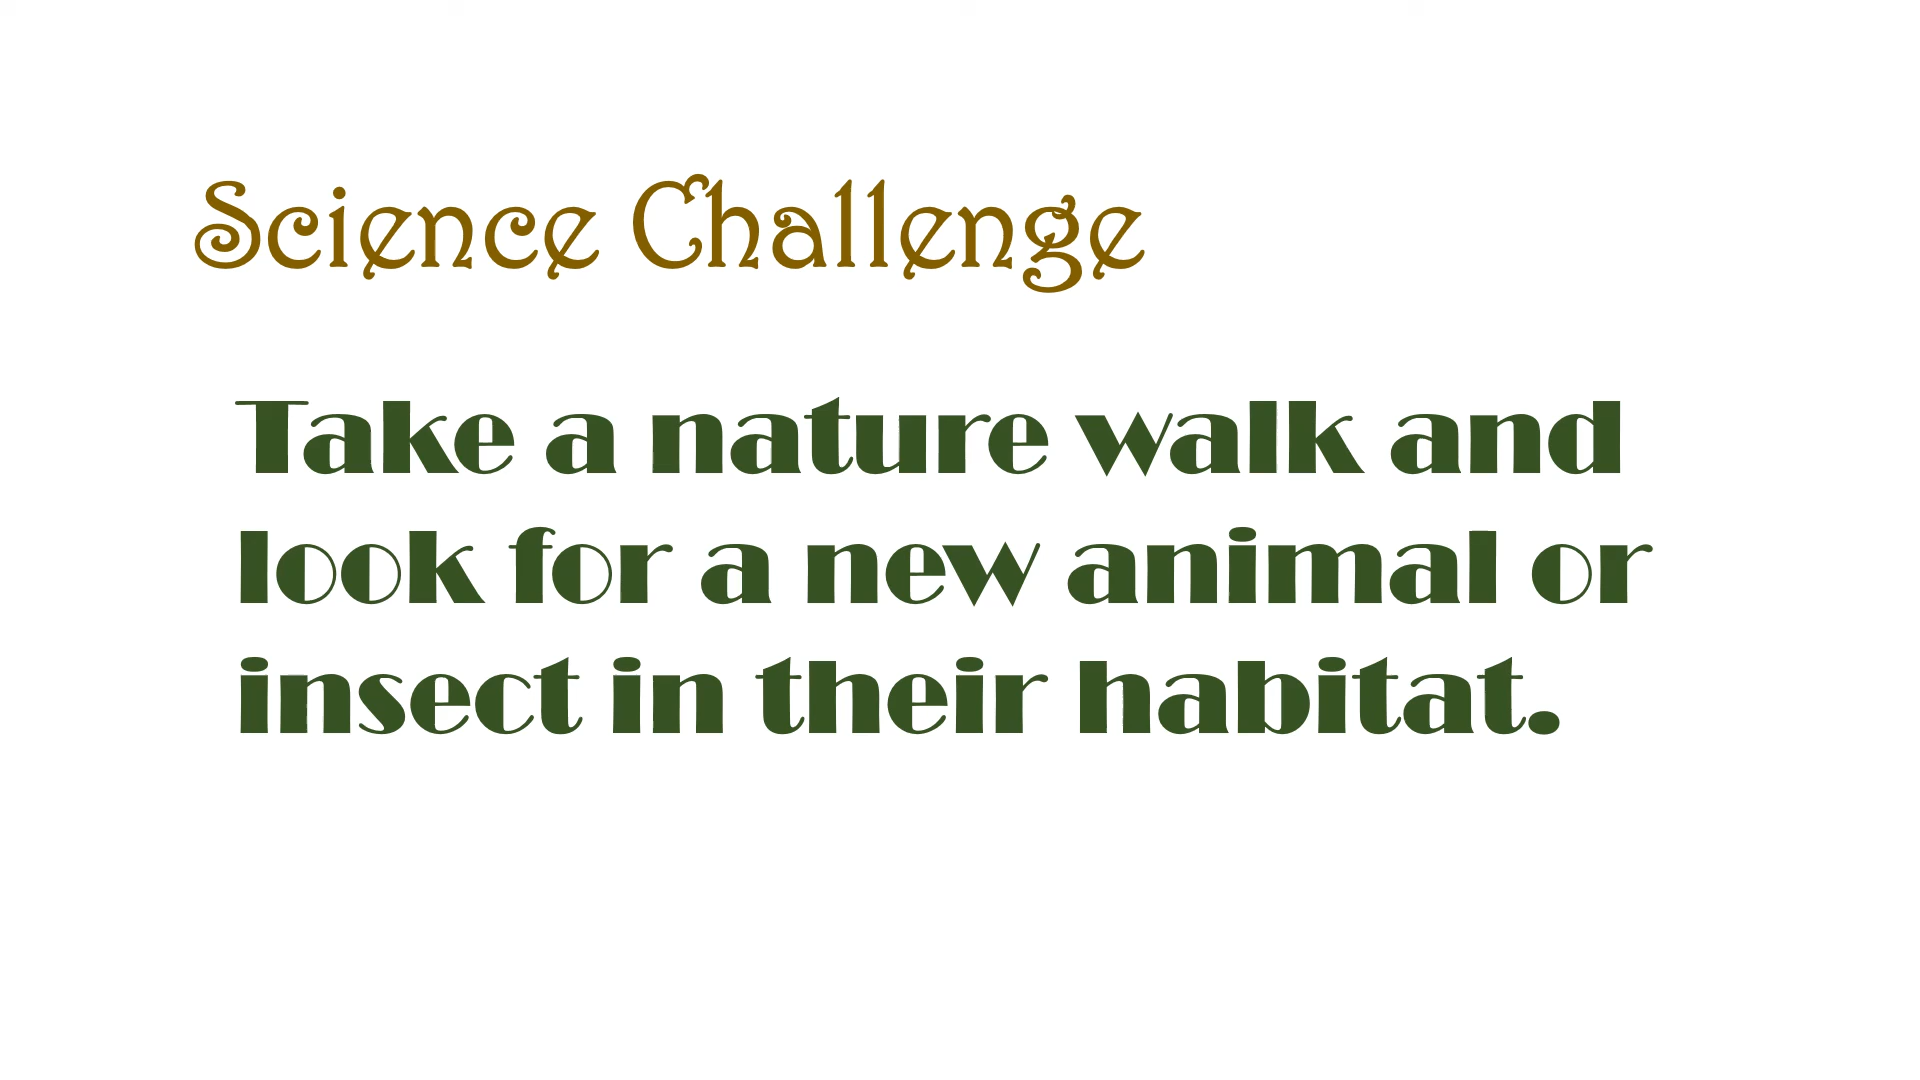 Science Challenge
Take a nature walk and
look for a new animal or
insect in their habitat.